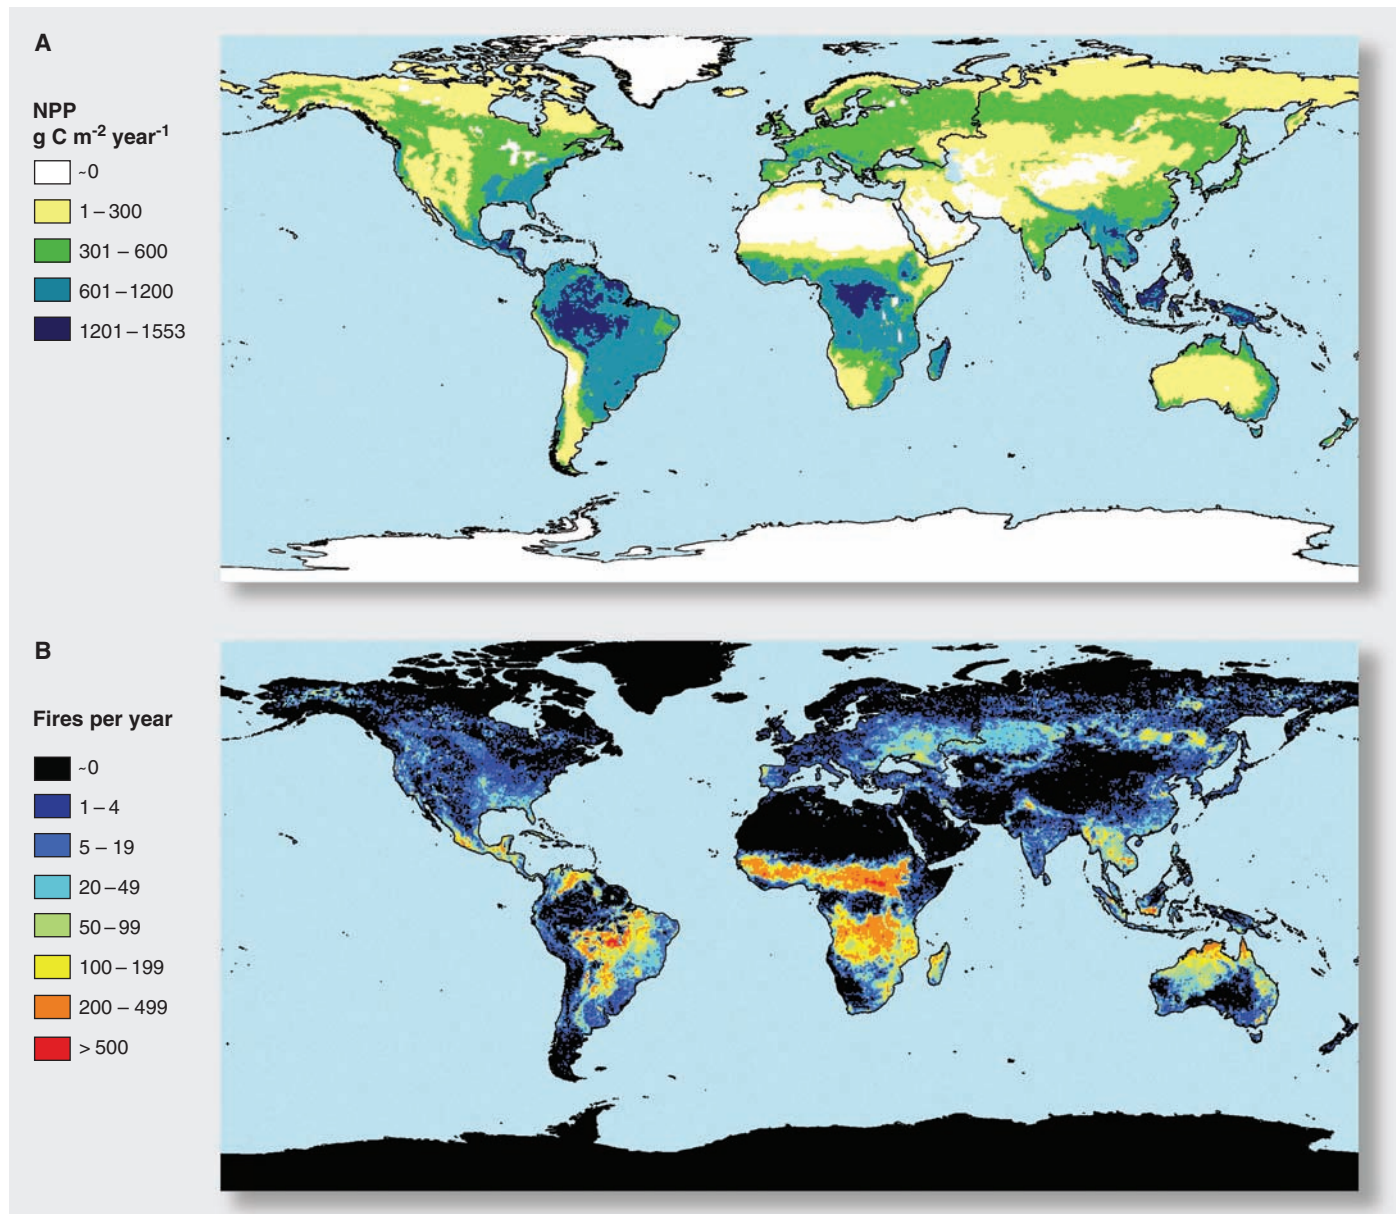 A
NPP
g C m-2 year-1
~0
1 – 300
301 – 600
601 – 1200
1201 – 1553
B
Fires per year
~0
1 – 4
5 – 19
20 – 49
50 – 99
100 – 199
200 – 499
> 500